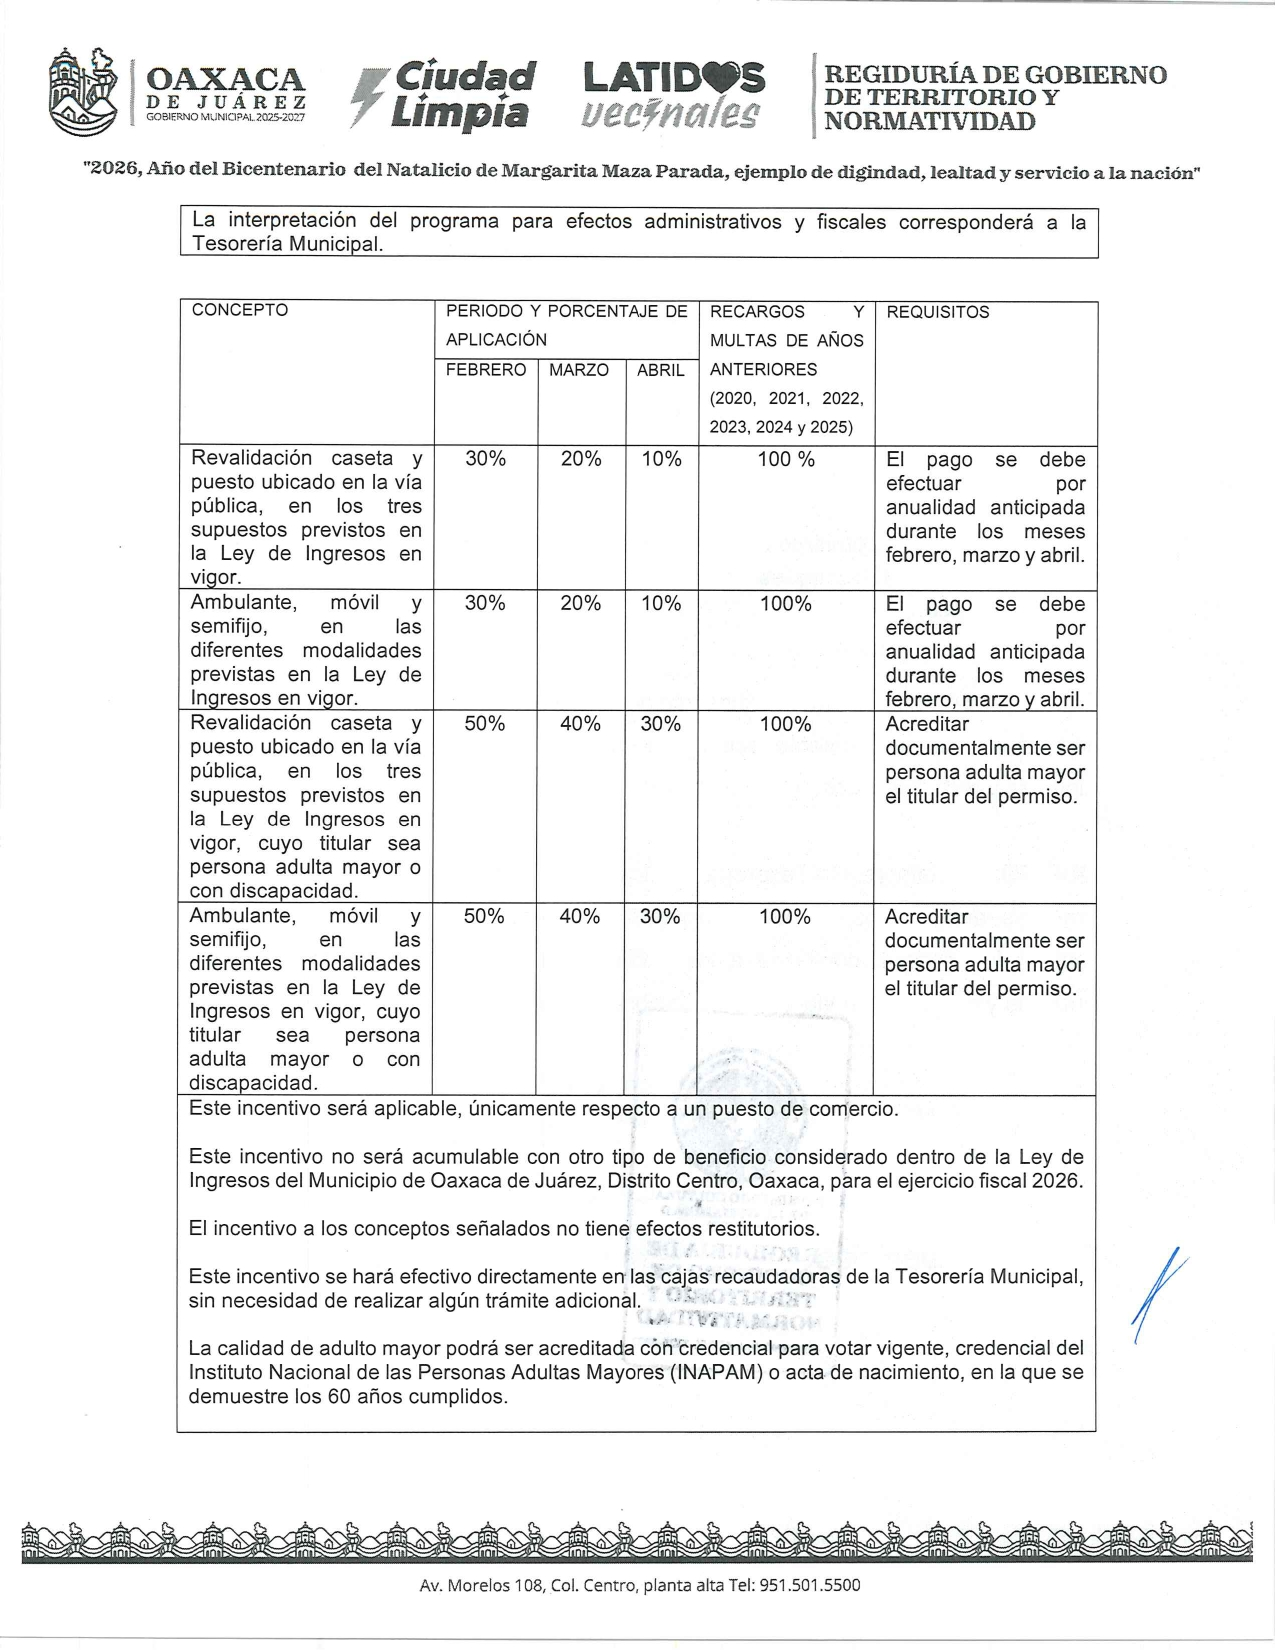 OAXACA
DE JUÁREZ
GOBIERNO MUNICIPAL 2025-2027
Ciudad
Limpia
LATIDOS
vecinales
REGIDURÍA DE GOBIERNO
DE TERRITORIO Y
NORMATIVIDAD
"2026, Año del Bicentenario del Natalicio de Margarita Maza Parada, ejemplo de digindad, lealtad y servicio a la nación"
La interpretación del programa para efectos administrativos y fiscales corresponderá a la
Tesorería Municipal.
CONCEPTO
PERIODO Y PORCENTAJE DE
APLICACIÓN
FEBRERO
MARZO
ABRIL
RECARGOS Y
MULTAS DE AÑOS
ANTERIORES
(2020, 2021, 2022,
2023, 2024 y 2025)
REQUISITOS
Revalidación caseta y
puesto ubicado en la vía
pública, en los tres
supuestos previstos en
la Ley de Ingresos en
vigor.
30%
20%
10%
100 %
El pago se debe
efectuar por
anualidad anticipada
durante los meses
febrero, marzo y abril.
Ambulante, móvil y
semifijo, en las
diferentes modalidades
previstas en la Ley de
Ingresos en vigor.
30%
20%
10%
100%
El pago se debe
efectuar por
anualidad anticipada
durante los meses
febrero, marzo y abril.
Revalidación caseta y
puesto ubicado en la vía
pública, en los tres
supuestos previstos en
la Ley de Ingresos en
vigor, cuyo titular sea
persona adulta mayor o
con discapacidad.
50%
40%
30%
100%
Acreditar
documentalmente ser
persona adulta mayor
el titular del permiso.
Ambulante, móvil y
semifijo, en las
diferentes modalidades
previstas en la Ley de
Ingresos en vigor, cuyo
titular sea persona
adulta mayor o con
discapacidad.
50%
40%
30%
100%
Acreditar
documentalmente ser
persona adulta mayor
el titular del permiso.
Este incentivo será aplicable, únicamente respecto a un puesto de comercio.
Este incentivo no será acumulable con otro tipo de beneficio considerado dentro de la Ley de
Ingresos del Municipio de Oaxaca de Juárez, Distrito Centro, Oaxaca, para el ejercicio fiscal 2026.
El incentivo a los conceptos señalados no tiene efectos restitutorios.
Este incentivo se hará efectivo directamente en las cajas recaudadoras de la Tesorería Municipal,
sin necesidad de realizar algún trámite adicional.
La calidad de adulto mayor podrá ser acreditada con credencial para votar vigente, credencial del
Instituto Nacional de las Personas Adultas Mayores (INAPAM) o acta de nacimiento, en la que se
demuestre los 60 años cumplidos.
Av. Morelos 108, Col. Centro, planta alta Tel: 951.501.5500